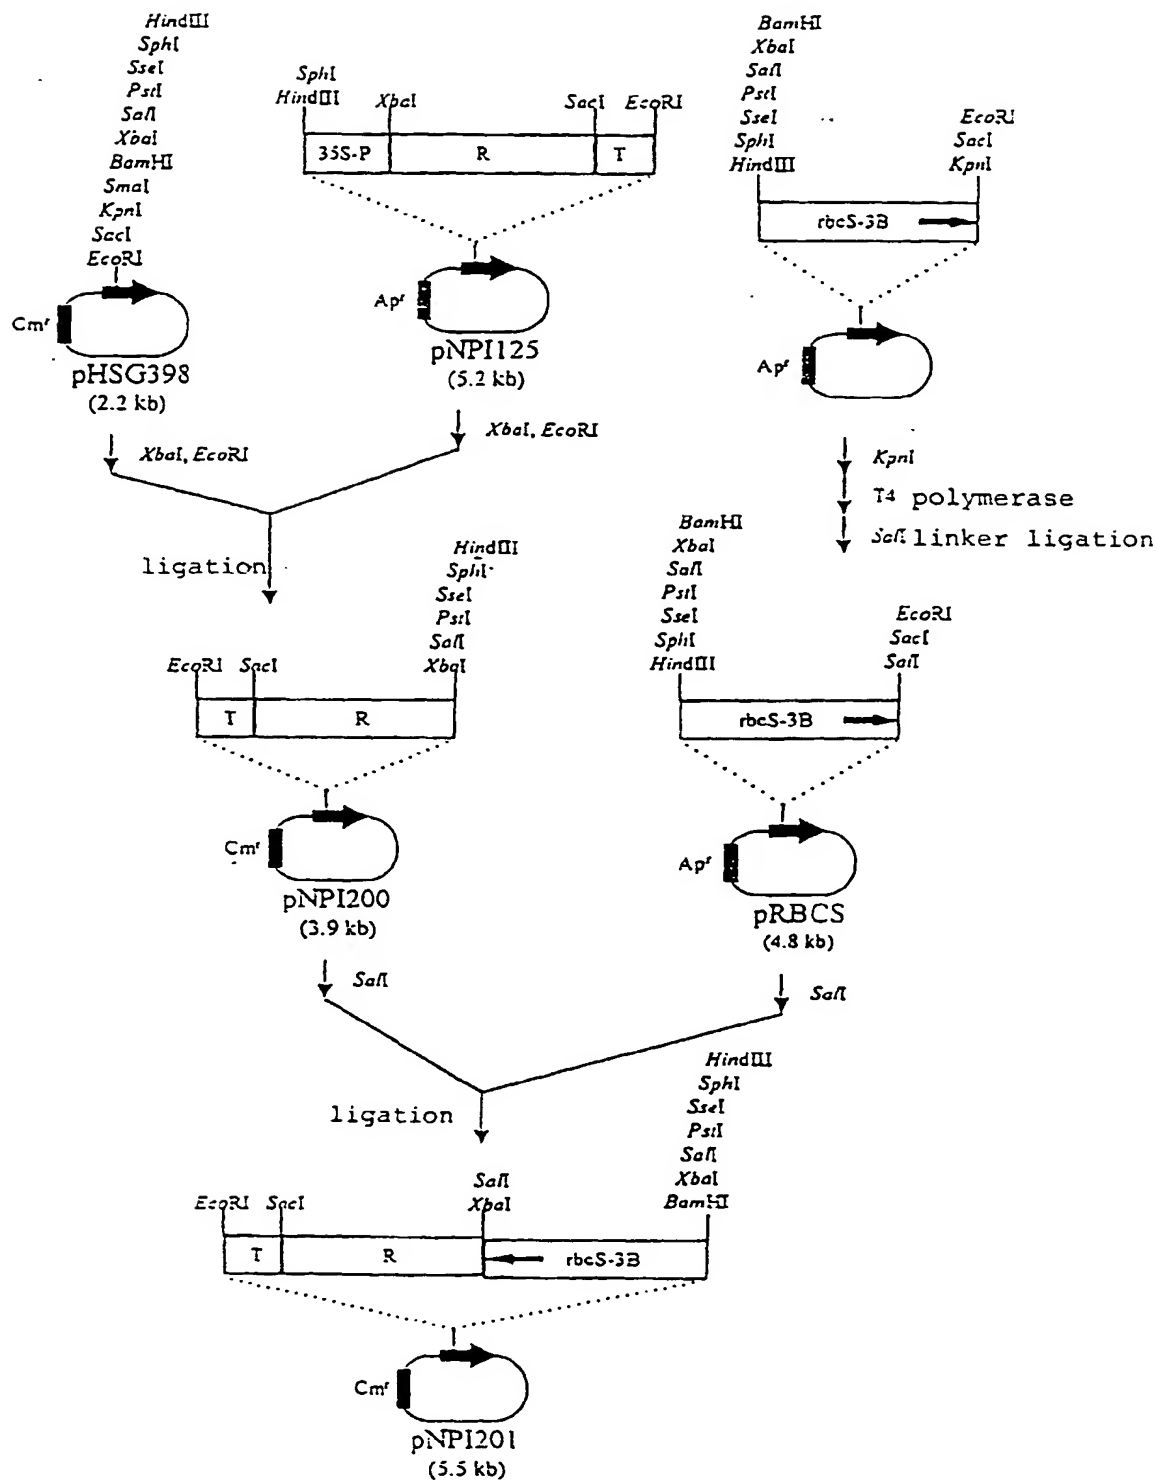 HindIII
SphI
SseI
PstI
SalI
XbaI
BamHI
SmaI
KpnI
SacI
EcoRI
Cmr
pHSG398
(2.2 kb)
XbaI, EcoRI
SphI
HindIII
XbaI
SacI
EcoRI
35S-P
R
T
Apr
pNPI125
(5.2 kb)
XbaI, EcoRI
BamHI
XbaI
SalI
PstI
SseI
SphI
HindIII
EcoRI
SacI
KpnI
rbcS-3B
Apr
KpnI
T4 polymerase
SalI linker ligation
ligation
HindIII
SphI
SseI
PstI
SalI
XbaI
EcoRI
SacI
T
R
Cmr
pNPI200
(3.9 kb)
SalI
BamHI
XbaI
SalI
PstI
SseI
SphI
HindIII
EcoRI
SacI
SalI
rbcS-3B
Apr
pRBCS
(4.8 kb)
SalI
ligation
HindIII
SphI
SseI
PstI
SalI
XbaI
BamHI
SalI
XbaI
EcoRI
SacI
T
R
rbcS-3B
Cmr
pNPI201
(5.5 kb)